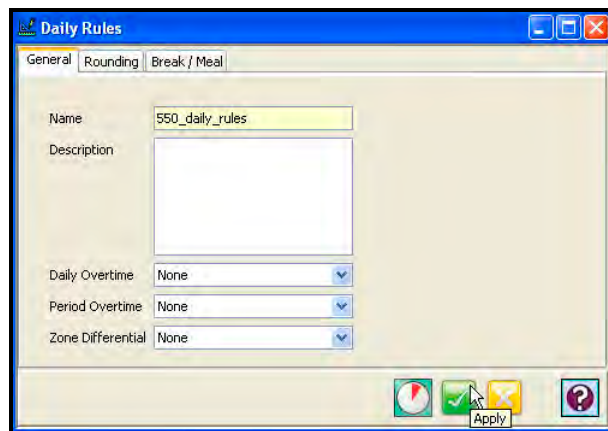 Daily Rules
General Rounding Break / Meal
Name 550_daily_rules
Description
Daily Overtime None
Period Overtime None
Zone Differential None
?
Apply